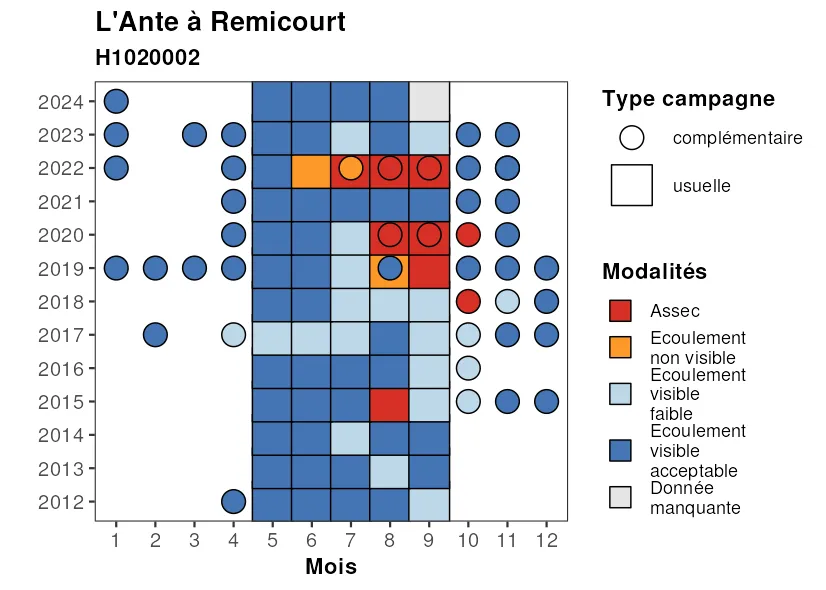 L'Ante à Remicourt
H1020002
2024
2023
2022
2021
2020
2019
2018
2017
2016
2015
2014
2013
2012
1 2 3 4 5 6 7 8 9 10 11 12
Mois
Type campagne
complémentaire
usuelle
Modalités
Assec
Ecoulement
non visible
Ecoulement
visible
faible
Ecoulement
visible
acceptable
Donnée
manquante